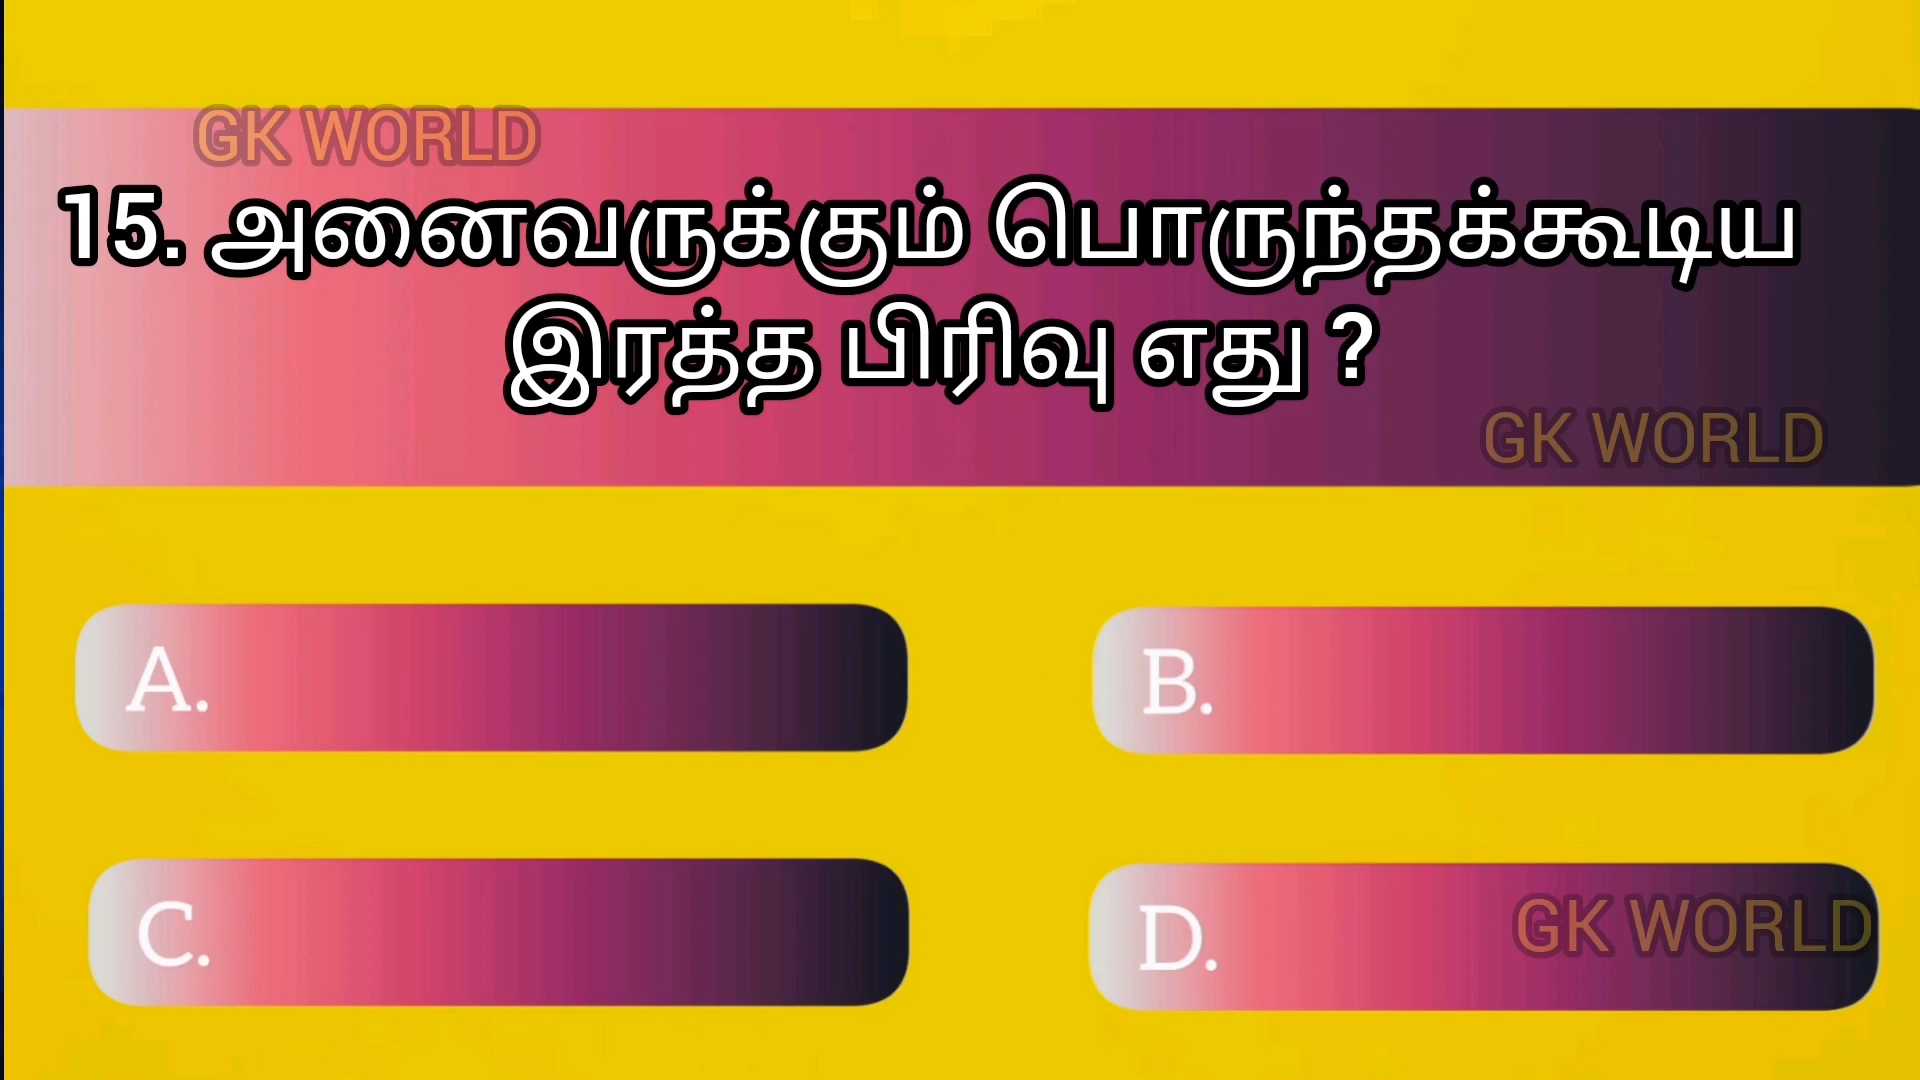 GK WORLD
15. அனைவருக்கும் பொருந்தக்கூடிய
இரத்த பிரிவு எது ?
GK WORLD
A.
B.
C.
D.
GK WORLD